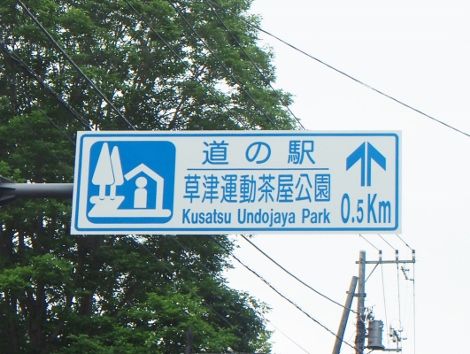 道の駅
草津運動茶屋公園
Kusatsu Undojaya Park
0.5Km